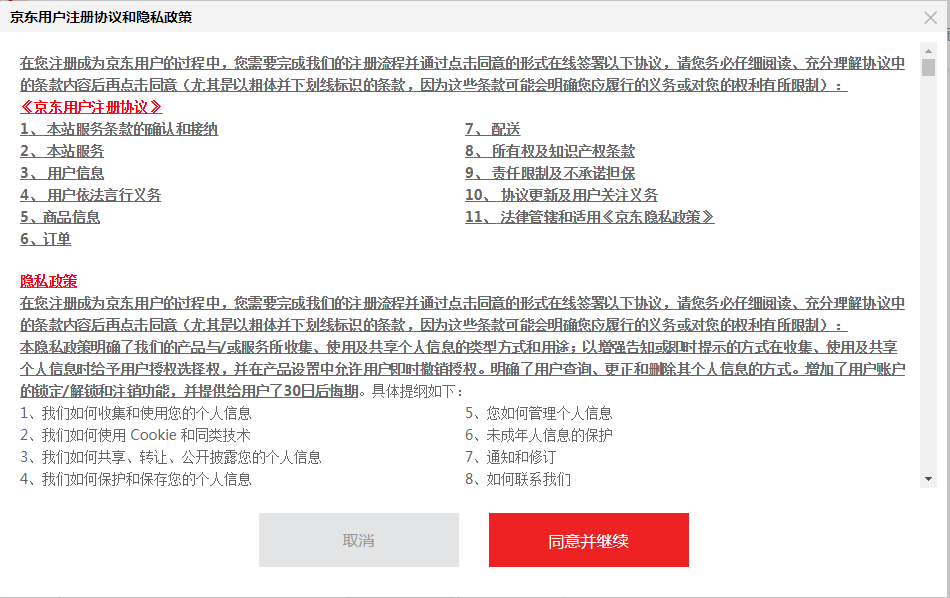 京东用户注册协议和隐私政策
在您注册成为京东用户的过程中，您需要完成我们的注册流程并通过点击同意的形式在线签署以下协议，请您务必仔细阅读、充分理解协议中
的条款内容后再点击同意（尤其是以粗体并下划线标识的条款，因为这些条款可能会明确您应履行的义务或对您的权利有所限制）：
《京东用户注册协议》
1、 本站服务条款的确认和接纳
2、 本站服务
3、 用户信息
4、 用户依法言行义务
5、商品信息
6、订单
7、 配送
8、 所有权及知识产权条款
9、 责任限制及不承诺担保
10、 协议更新及用户关注义务
11、 法律管辖和适用《京东隐私政策》
隐私政策
在您注册成为京东用户的过程中，您需要完成我们的注册流程并通过点击同意的形式在线签署以下协议，请您务必仔细阅读、充分理解协议中
的条款内容后再点击同意（尤其是以粗体并下划线标识的条款，因为这些条款可能会明确您应履行的义务或对您的权利有所限制）：
本隐私政策明确了我们的产品与/或服务所收集、使用及共享个人信息的类型方式和用途；以增强告知或即时提示的方式在收集、使用及共享
个人信息时给予用户授权选择权，并在产品设置中允许用户即时撤销授权。明确了用户查询、更正和删除其个人信息的方式。增加了用户账户
的锁定/解锁和注销功能，并提供给用户了30日后悔期。具体提纲如下：
1、我们如何收集和使用您的个人信息
2、我们如何使用 Cookie 和同类技术
3、我们如何共享、转让、公开披露您的个人信息
4、我们如何保护和保存您的个人信息
5、您如何管理个人信息
6、未成年人信息的保护
7、通知和修订
8、如何联系我们
取消
同意并继续